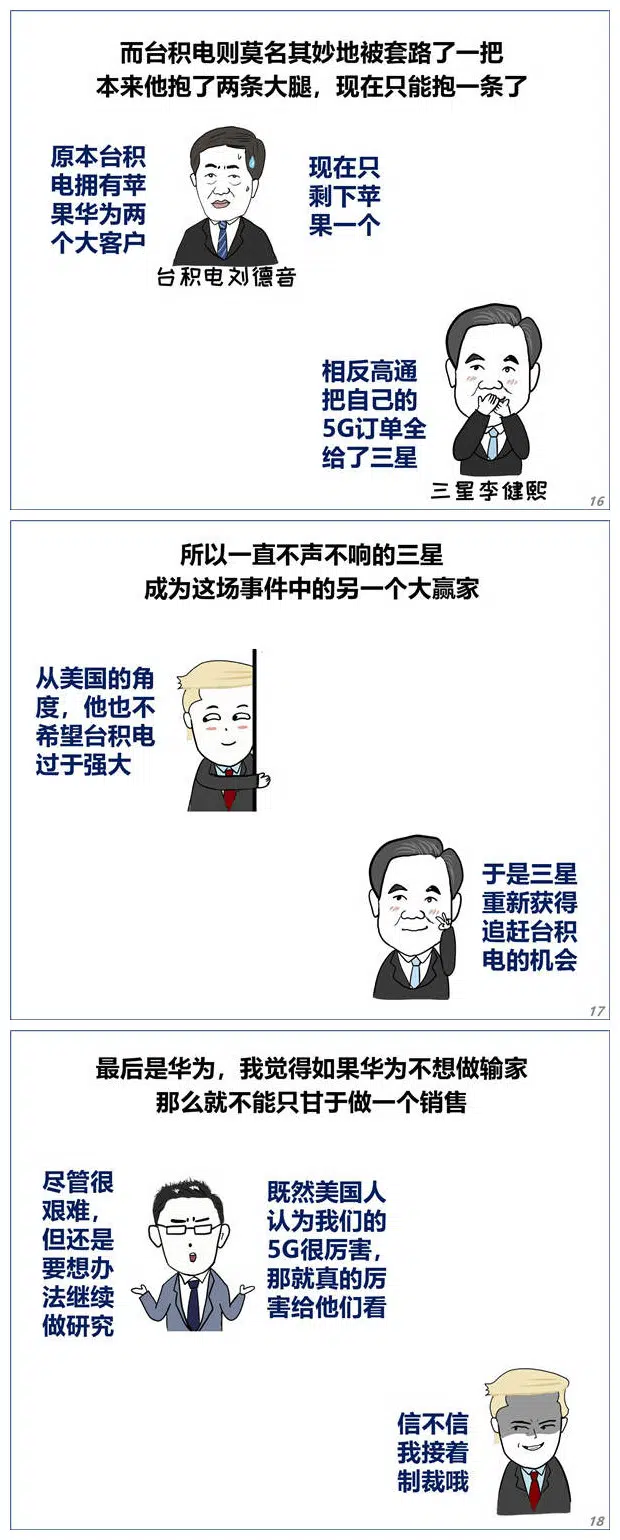 而台积电则莫名其妙地被套路了一把
本来他抱了两条大腿，现在只能抱一条了
原本台积
电拥有苹
果华为两
个大客户
现在只
剩下苹
果一个
台积电刘德音
相反高通
把自己的
5G订单全
给了三星
三星李健熙
16
所以一直不声不响的三星
成为这场事件中的另一个大赢家
从美国的角
度，他也不
希望台积电
过于强大
于是三星
重新获得
追赶台积
电的机会
17
最后是华为，我觉得如果华为不想做输家
那么就不能只甘于做一个销售
尽管很
艰难，
但还是
要想办
法继续
做研究
既然美国人
认为我们的
5G很厉害，
那就真的厉
害给他们看
信不信
我接着
制裁哦
18